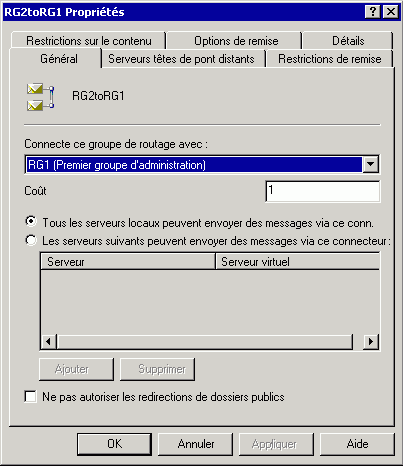 RG2toRG1 Propriétés
Restrictions sur le contenu
Options de remise
Détails
Général
Serveurs têtes de pont distants
Restrictions de remise
RG2toRG1
Connecte ce groupe de routage avec :
RG1 (Premier groupe d'administration)
Coût
1
Tous les serveurs locaux peuvent envoyer des messages via ce conn.
Les serveurs suivants peuvent envoyer des messages via ce connecteur :
Serveur
Serveur virtuel
Ajouter
Supprimer
Ne pas autoriser les redirections de dossiers publics
OK
Annuler
Appliquer
Aide